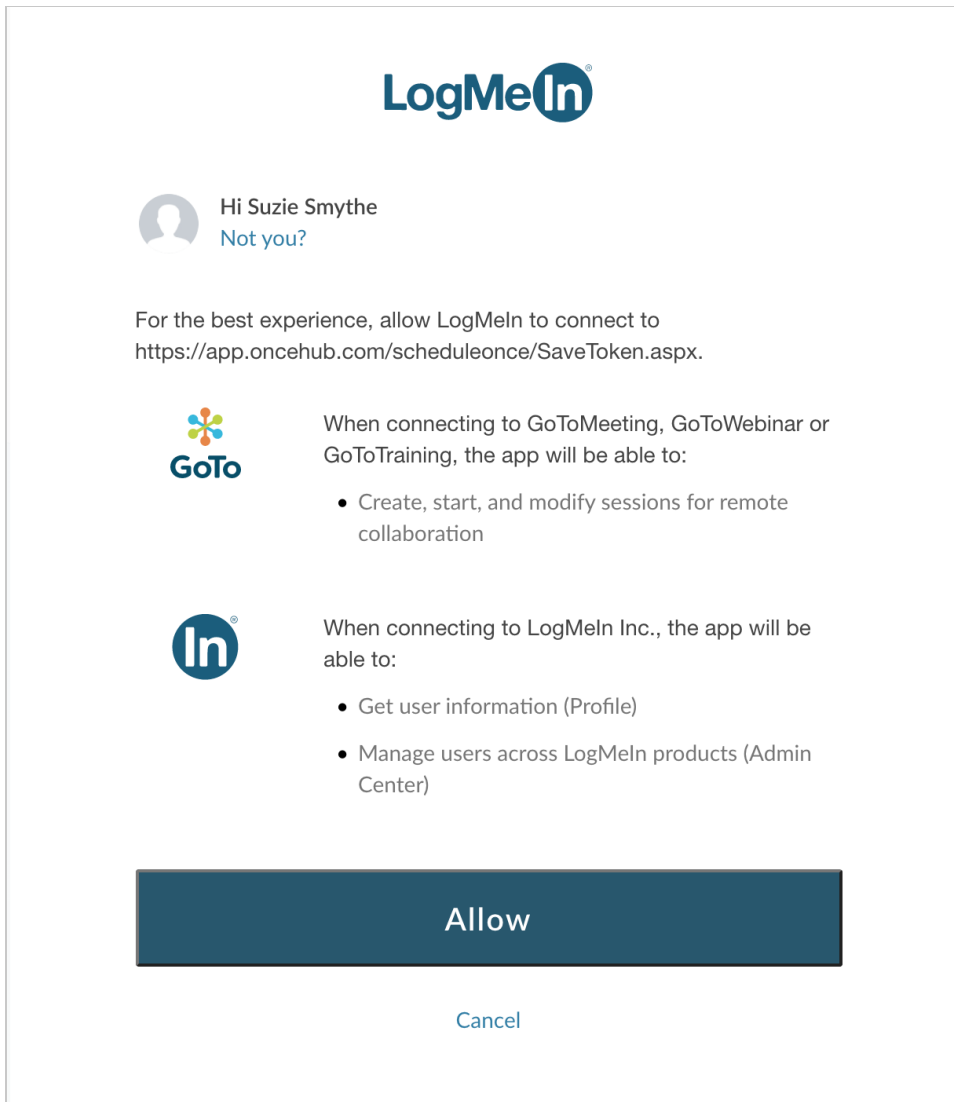 LogMeIn®
Hi Suzie Smythe
Not you?
For the best experience, allow LogMeIn to connect to
https://app.oncehub.com/scheduleonce/SaveToken.aspx.
GoTo
When connecting to GoToMeeting, GoToWebinar or
GoToTraining, the app will be able to:
• Create, start, and modify sessions for remote
collaboration
In®
When connecting to LogMeIn Inc., the app will be
able to:
• Get user information (Profile)
• Manage users across LogMeIn products (Admin
Center)
Allow
Cancel